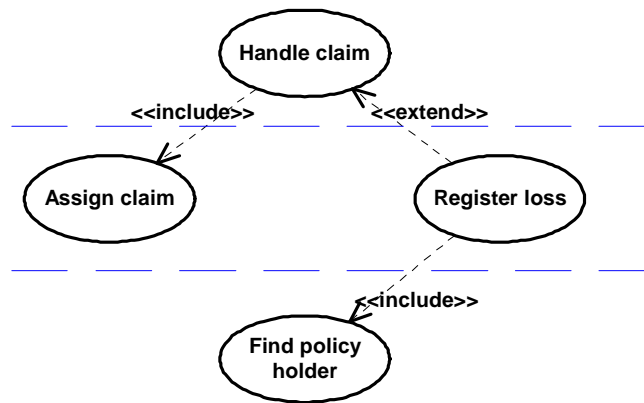 Handle claim
<<include>>
<<extend>>
Assign claim
Register loss
<<include>>
Find policy
holder